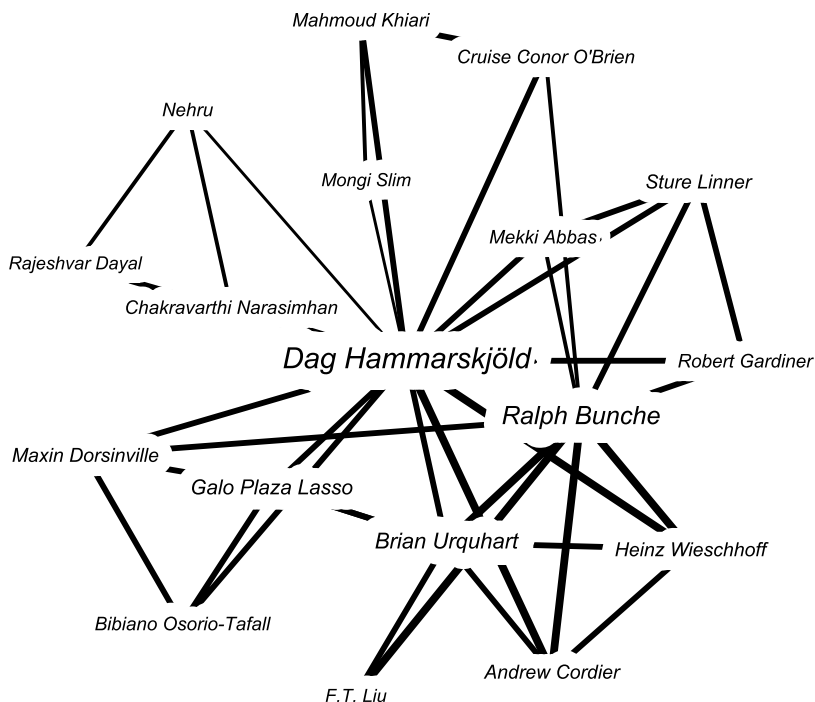 Mahmoud Khiari
Cruise Conor O'Brien
Nehru
Mongi Slim
Sture Linner
Mekki Abbas
Rajeshvar Dayal
Chakravarthi Narasimhan
Dag Hammarskjöld
Robert Gardiner
Ralph Bunche
Maxin Dorsinville
Galo Plaza Lasso
Brian Urquhart
Heinz Wieschhoff
Bibiano Osorio-Tafall
Andrew Cordier
F.T. Liu